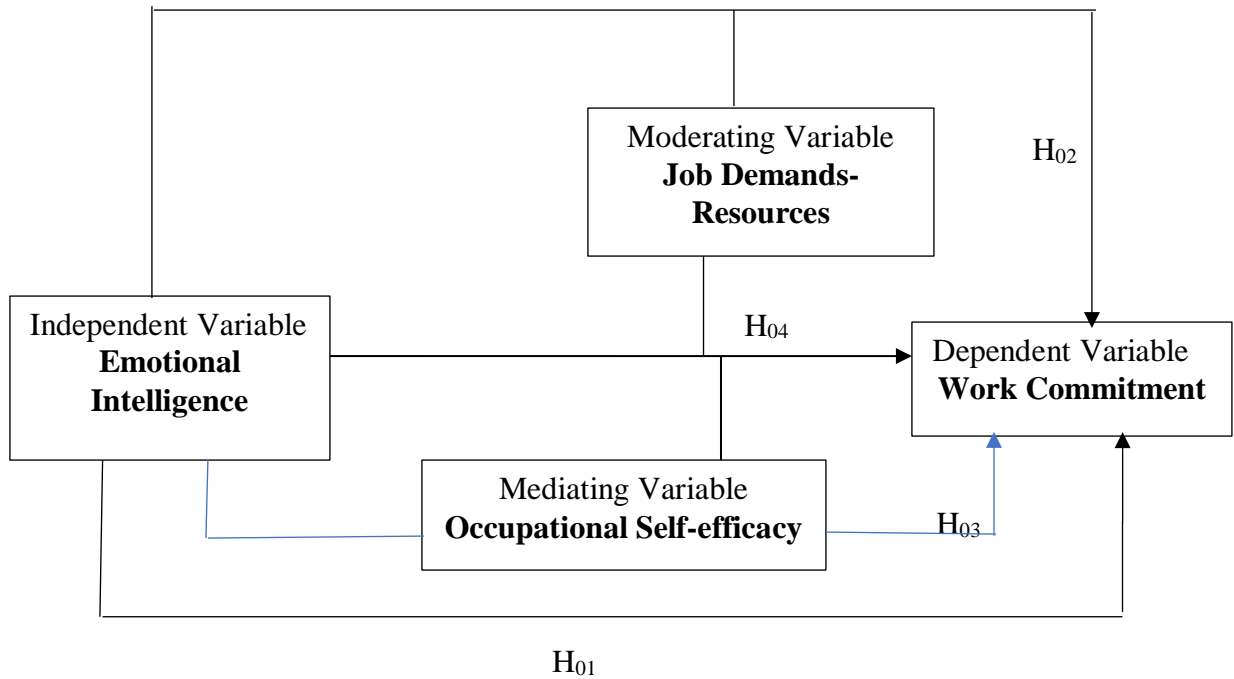 Moderating Variable
Job Demands-
Resources
H₀₂
Independent Variable
Emotional
Intelligence
H₀₄
Dependent Variable
Work Commitment
Mediating Variable
Occupational Self-efficacy
H₀₃
H₀₁